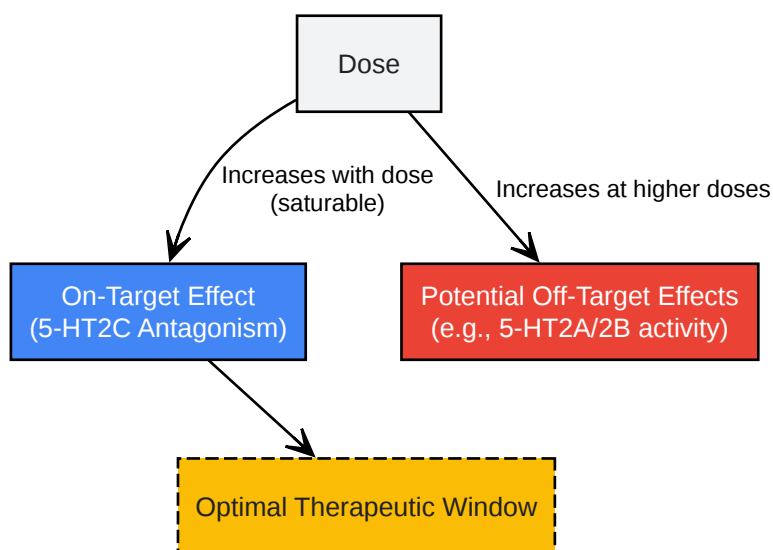 Dose
Increases with dose
(saturable)
Increases at higher doses
On-Target Effect
(5-HT2C Antagonism)
Potential Off-Target Effects
(e.g., 5-HT2A/2B activity)
Optimal Therapeutic Window